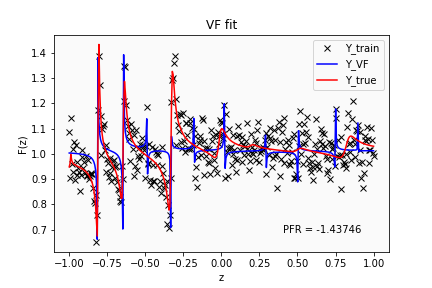 VF fit
Y_train
Y_VF
Y_true
F(z)
1.4
1.3
1.2
1.1
1.0
0.9
0.8
0.7
PFR = -1.43746
−1.00 −0.75 −0.50 −0.25 0.00 0.25 0.50 0.75 1.00
z